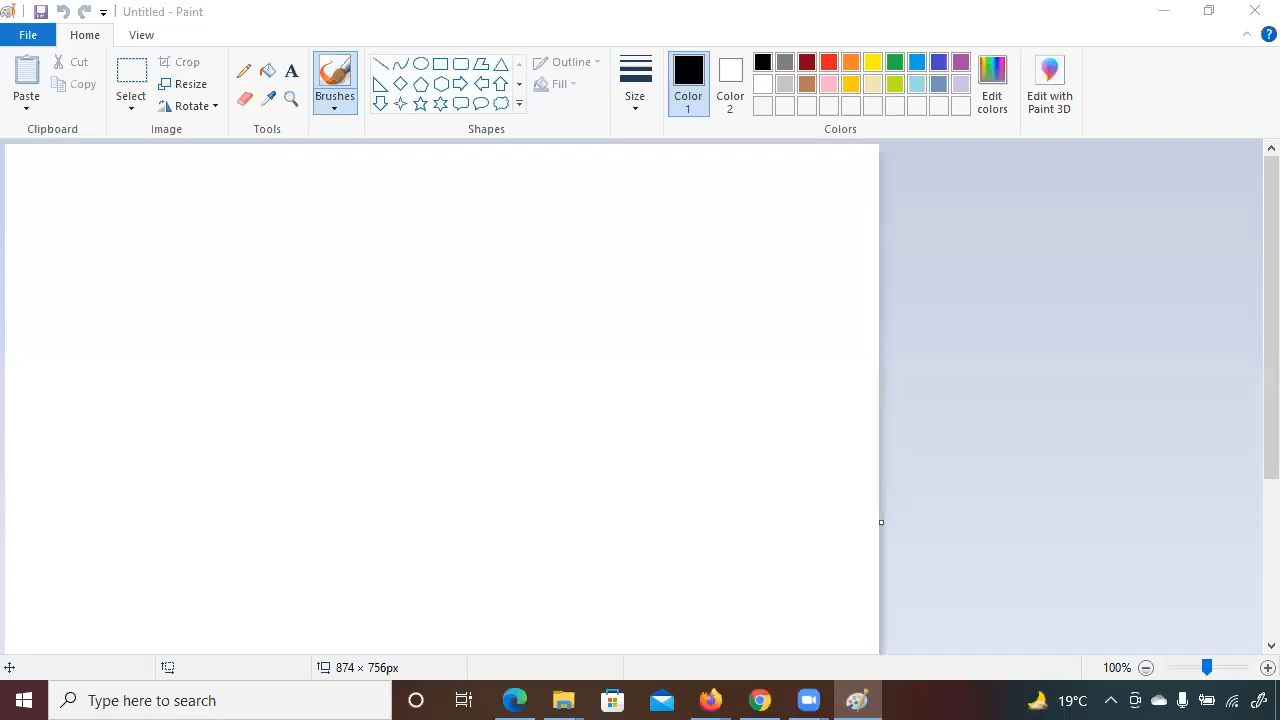 Untitled - Paint
File Home View
Paste
Cut
Copy
Clipboard
Select
Crop
Resize
Rotate
Image
A
Tools
Brushes
Shapes
Outline
Fill
Size
Color 1
Color 2
Edit colors
Colors
Edit with Paint 3D
874 × 756px
100%
Type here to search
19°C